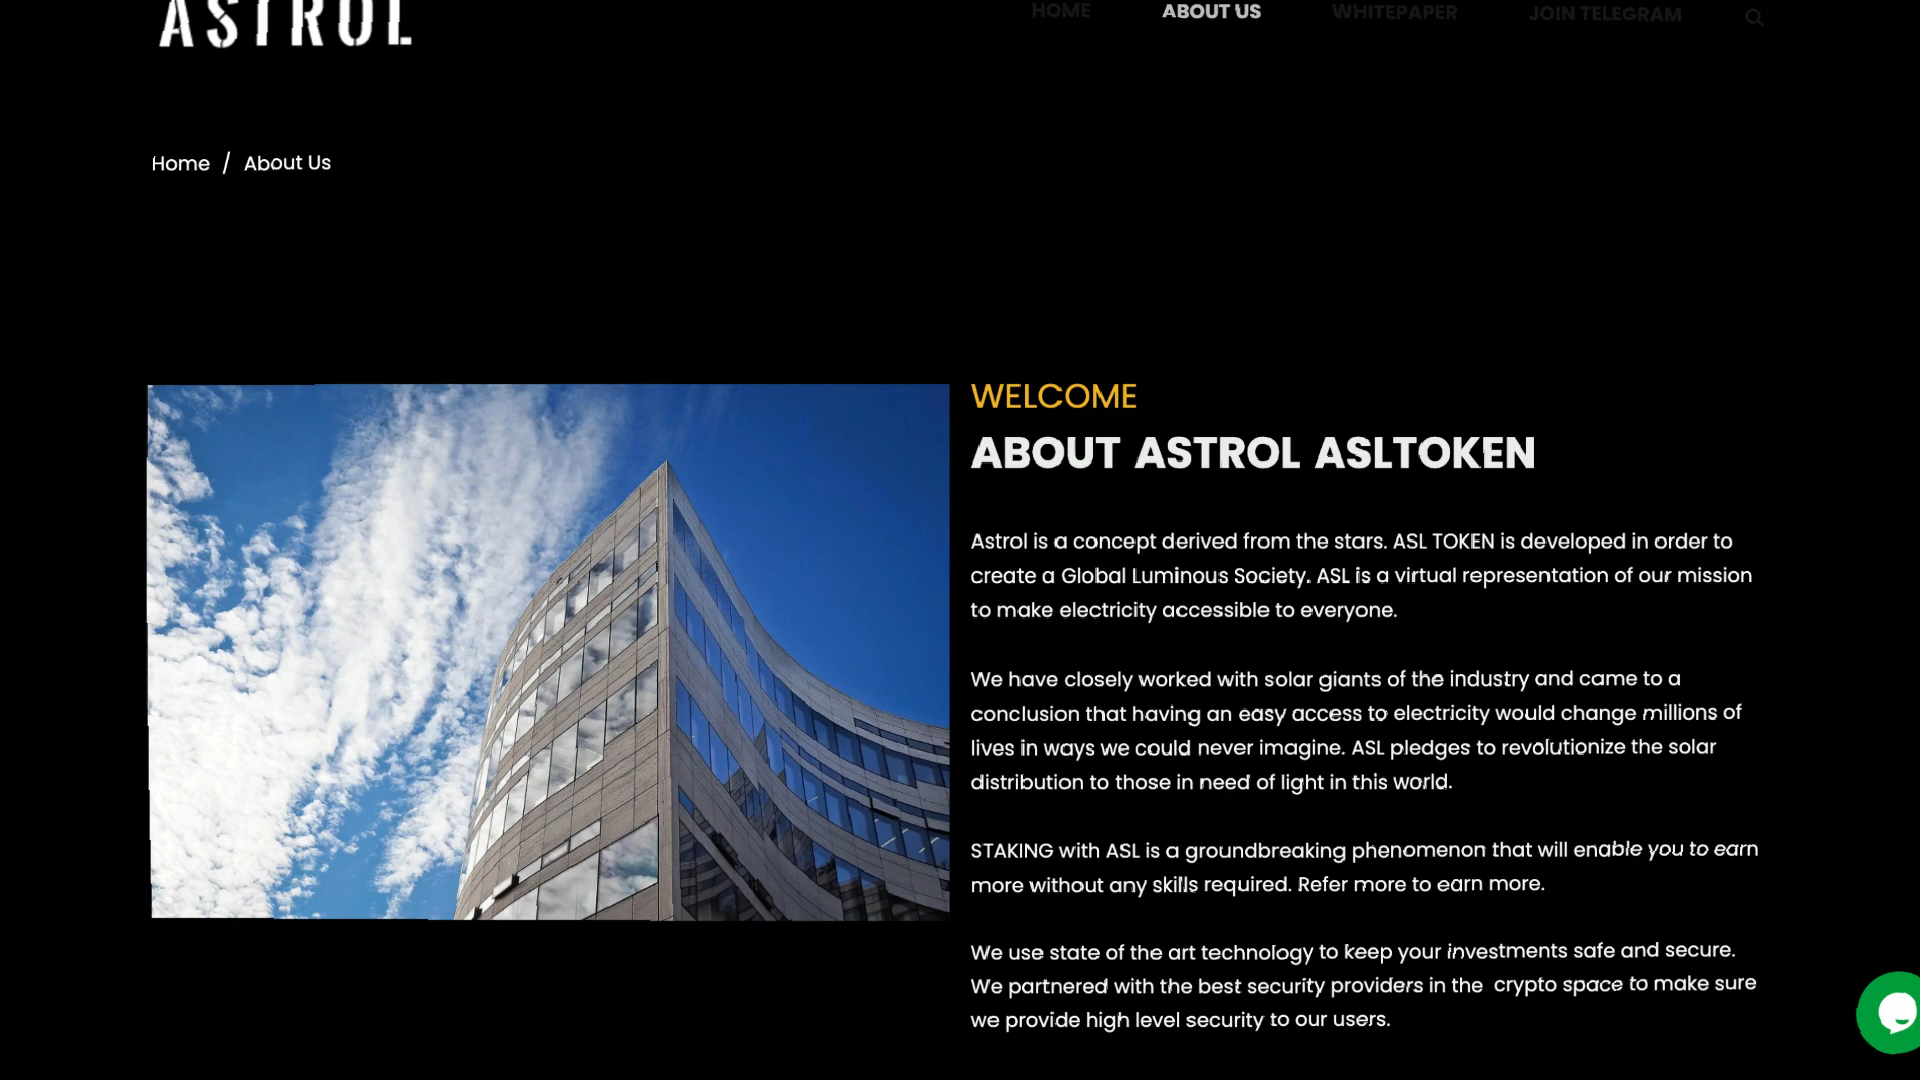 ASTROL
HOME ABOUT US WHITEPAPER JOIN TELEGRAM
Home / About Us
WELCOME
ABOUT ASTROL ASLTOKEN
Astrol is a concept derived from the stars. ASL TOKEN is developed in order to
create a Global Luminous Society. ASL is a virtual representation of our mission
to make electricity accessible to everyone.
We have closely worked with solar giants of the industry and came to a
conclusion that having an easy access to electricity would change millions of
lives in ways we could never imagine. ASL pledges to revolutionize the solar
distribution to those in need of light in this world.
STAKING with ASL is a groundbreaking phenomenon that will enable you to earn
more without any skills required. Refer more to earn more.
We use state of the art technology to keep your investments safe and secure.
We partnered with the best security providers in the crypto space to make sure
we provide high level security to our users.